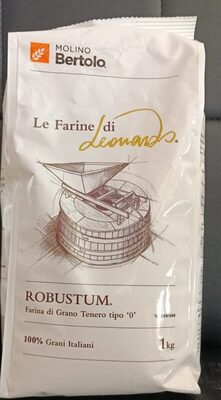 MOLINO
Bertolo
Le Farine di
Leonardo.
ROBUSTUM.
Farina di Grano Tenero tipo ‘0’
100% Grani Italiani
1kg